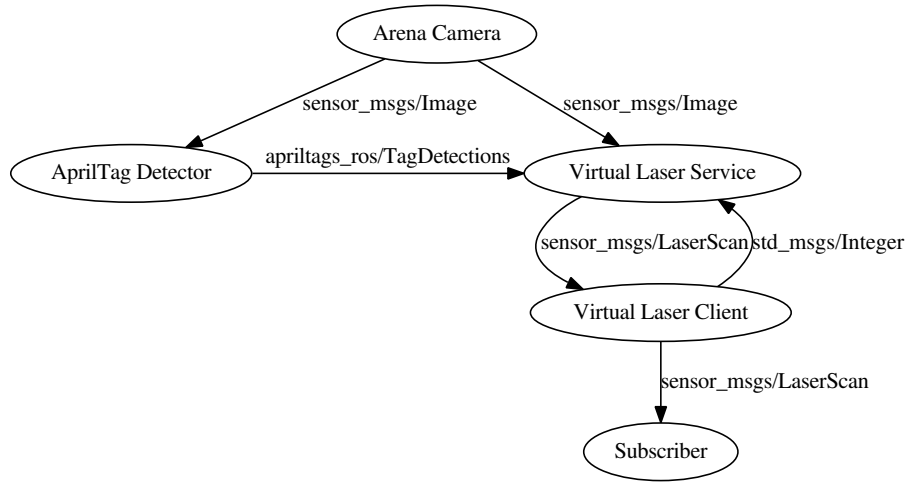 Arena Camera
sensor_msgs/Image
sensor_msgs/Image
apriltags_ros/TagDetections
AprilTag Detector
Virtual Laser Service
sensor_msgs/LaserScan
std_msgs/Integer
Virtual Laser Client
sensor_msgs/LaserScan
Subscriber